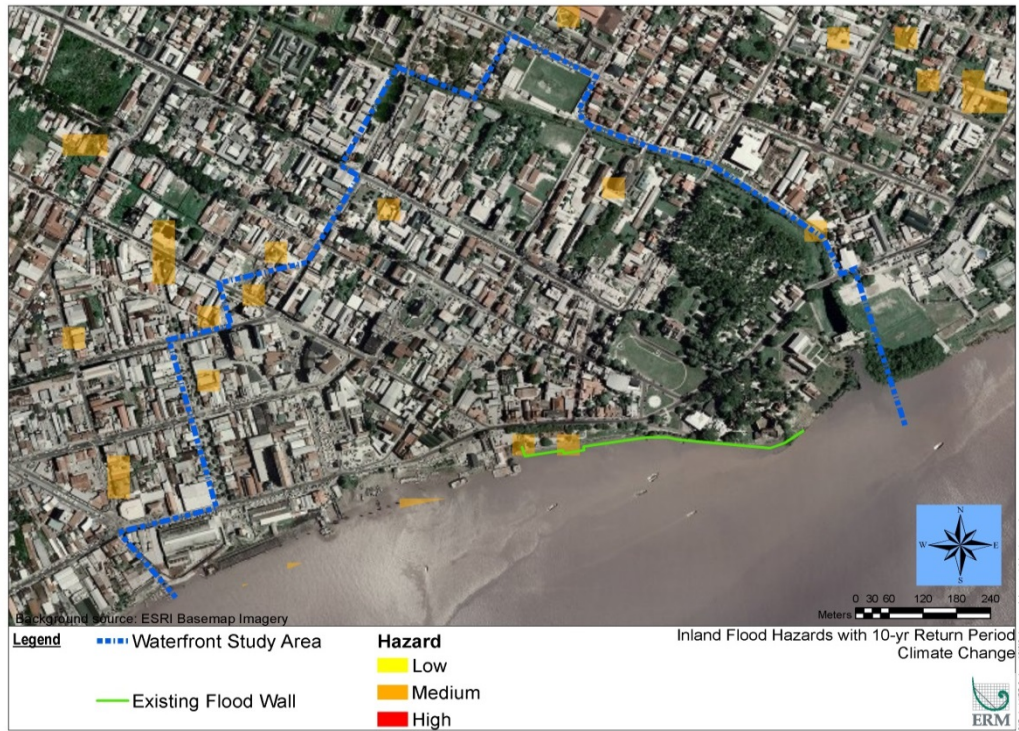 N
W E
S
0 30 60 120 180 240
Meters
Background source: ESRI Basemap Imagery
Legend
Waterfront Study Area
Existing Flood Wall
Hazard
Low
Medium
High
Inland Flood Hazards with 10-yr Return Period
Climate Change
ERM